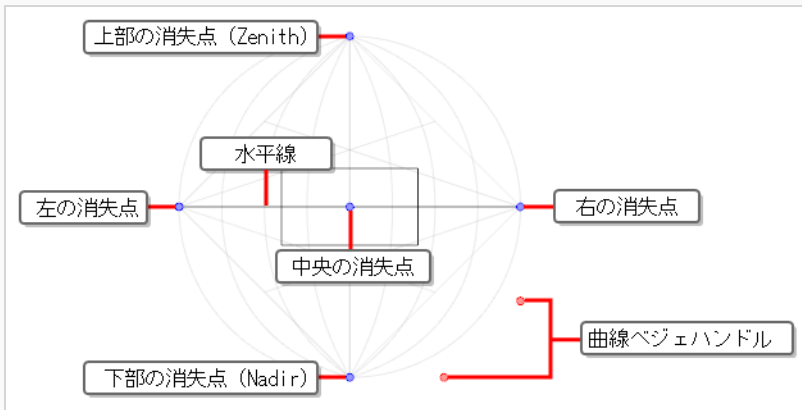 上部の消失点 (Zenith)
水平線
左の消失点
右の消失点
中央の消失点
曲線ベジェハンドル
下部の消失点 (Nadir)